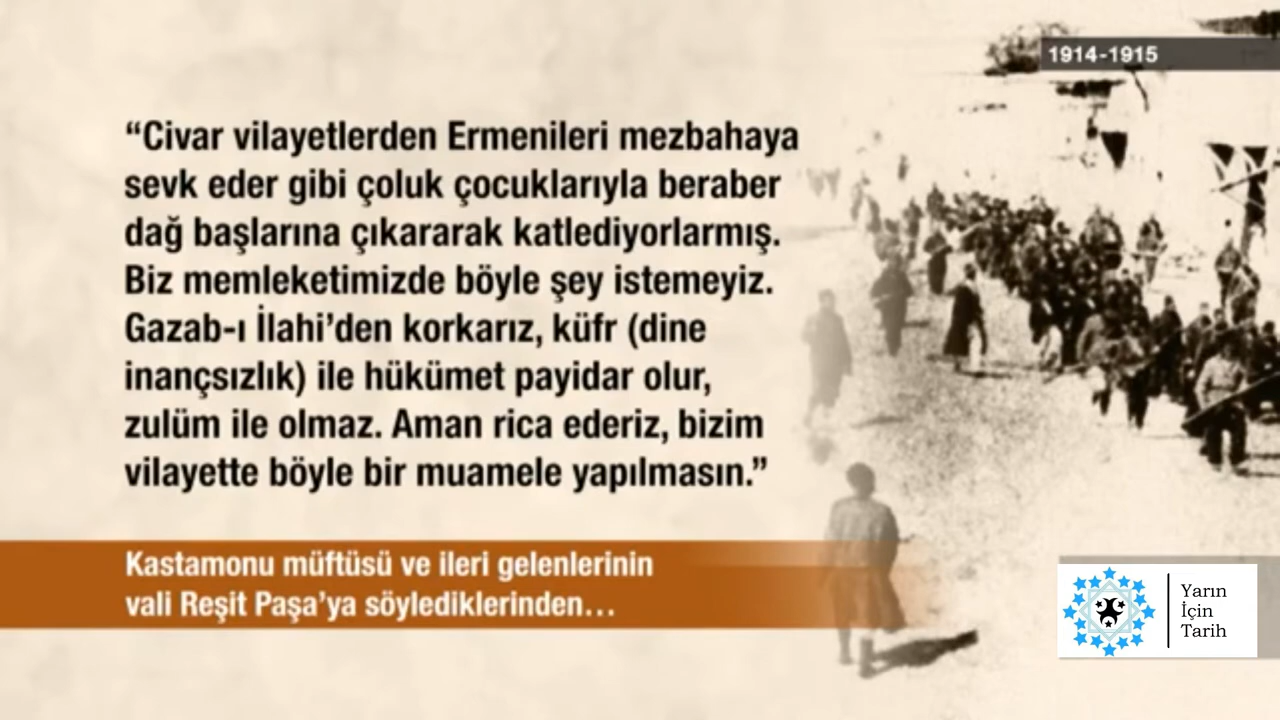 1914-1915
“Civar vilayetlerden Ermenileri mezbahaya
sevk eder gibi çoluk çocuklarıyla beraber
dağ başlarına çıkararak katlediyorlarmış.
Biz memleketimizde böyle şey istemeyiz.
Gazab-ı İlahi’den korkarız, küfr (dine
inançsızlık) ile hükümet payidar olur,
zulüm ile olmaz. Aman rica ederiz, bizim
vilayette böyle bir muamele yapılmasın.”
Kastamonu müftüsü ve ileri gelenlerinin
vali Reşit Paşa’ya söylediklerinden...
Yarın
İçin
Tarih